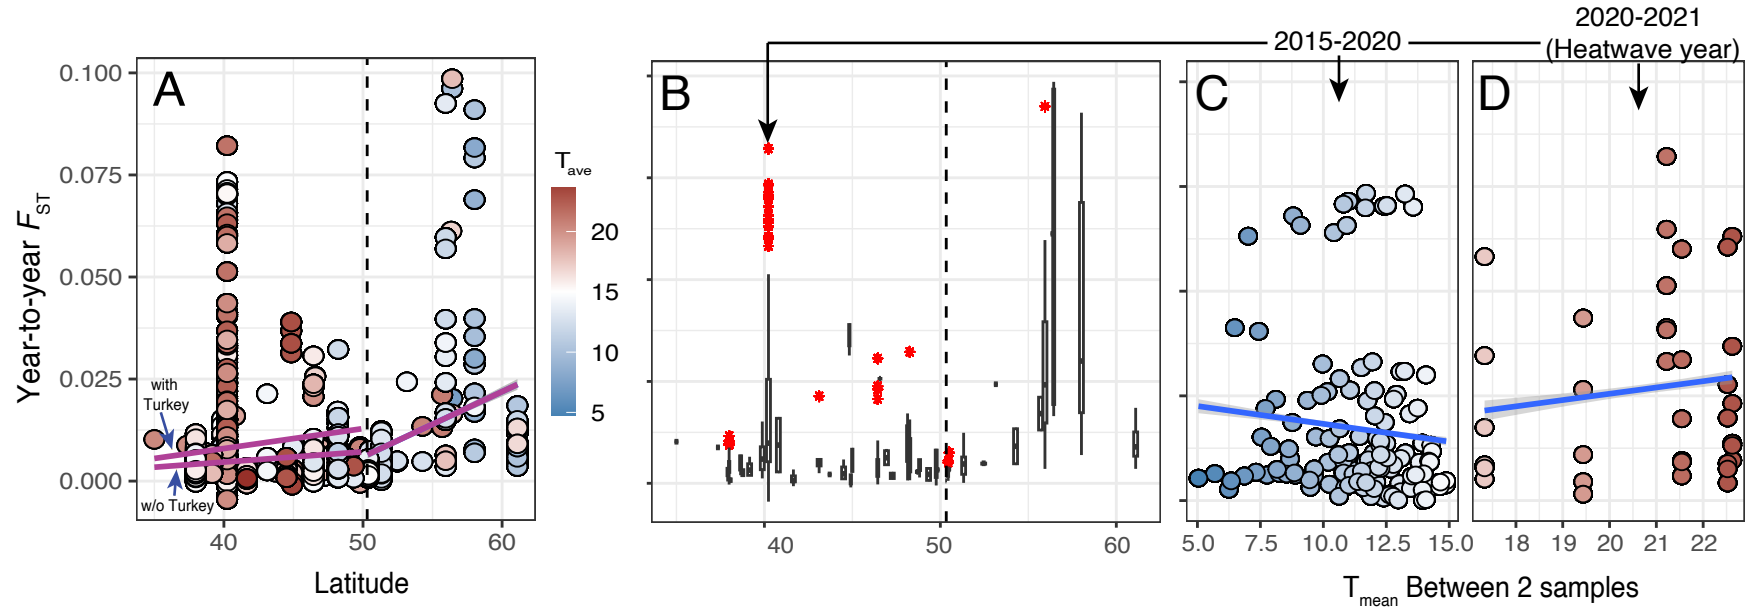 2020-2021
2015-2020
(Heatwave year)
A
B
C
D
0.100
0.075
0.050
0.025
0.000
Year-to-year FST
with
Turkey
w/o Turkey
Tave
20
15
10
5
40
50
60
40
50
60
5.0
7.5
10.0
12.5
15.0
18
19
20
21
22
Latitude
Tmean Between 2 samples